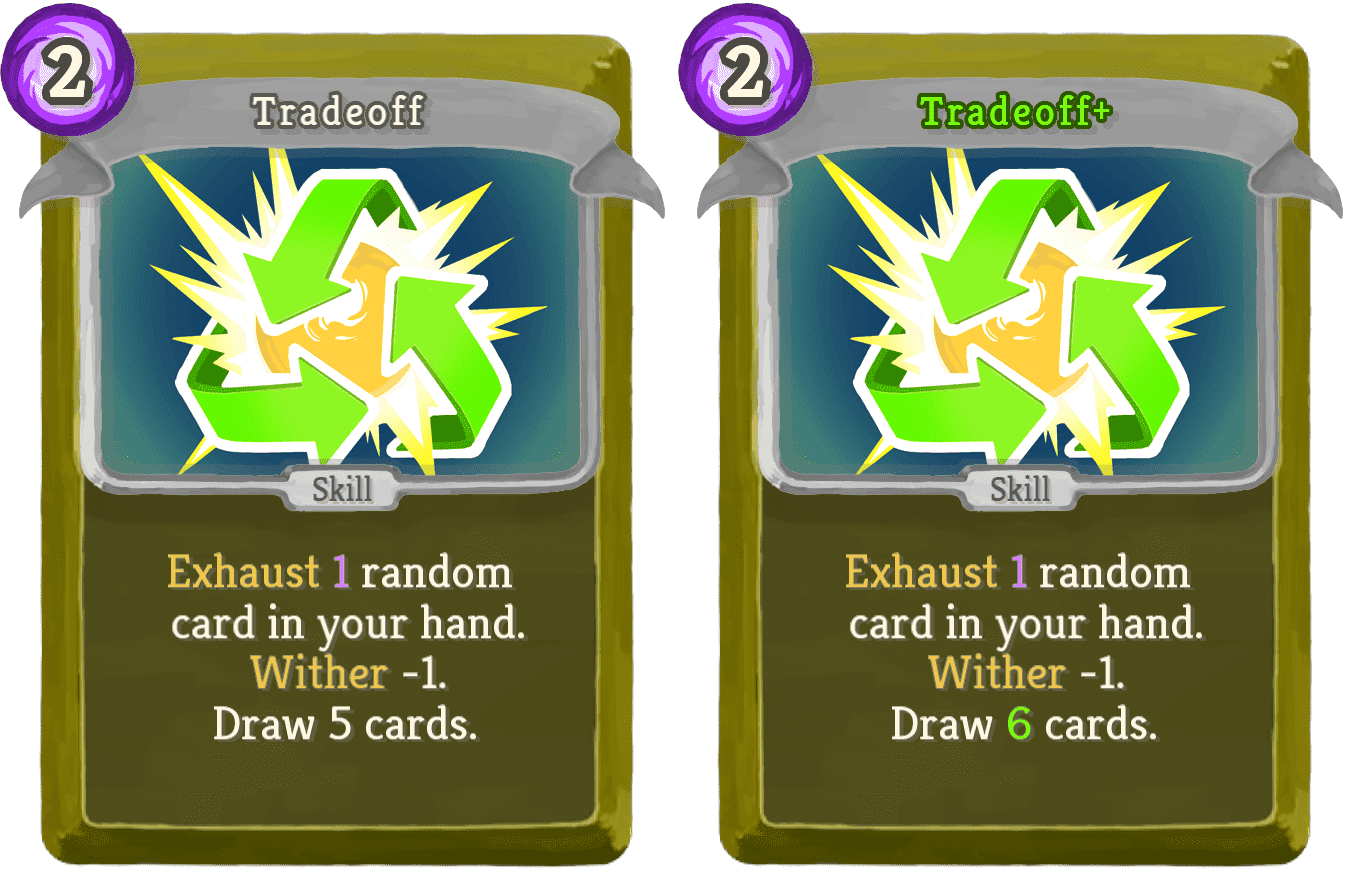 2
Tradeoff
Skill
Exhaust 1 random
card in your hand.
Wither -1.
Draw 5 cards.
2
Tradeoff+
Skill
Exhaust 1 random
card in your hand.
Wither -1.
Draw 6 cards.